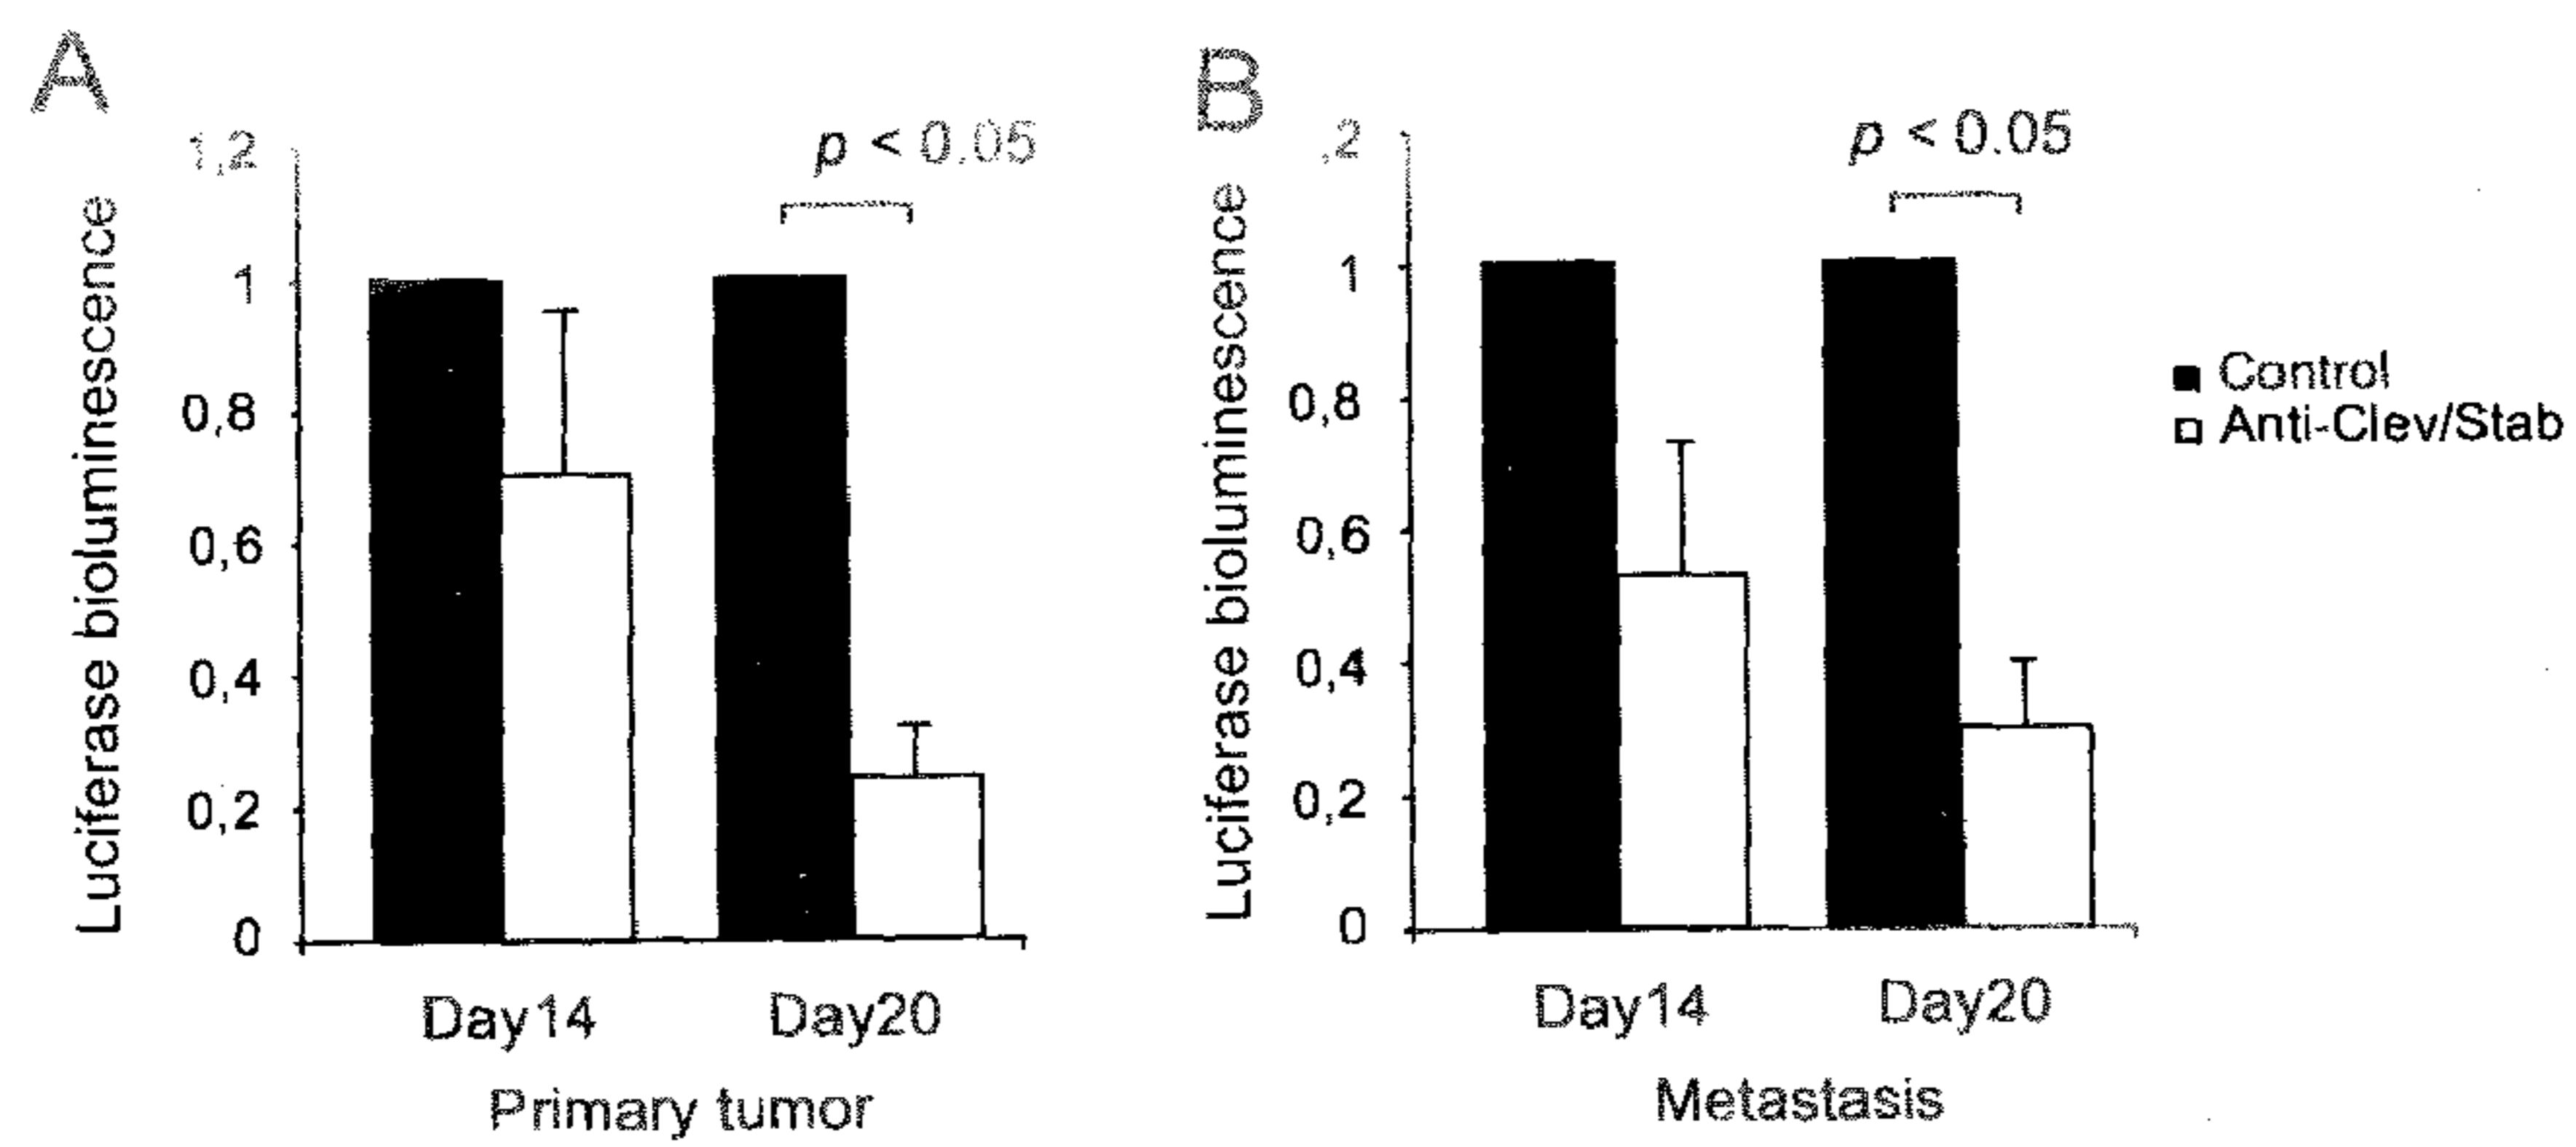 A
Luciferase bioluminescence
1,2
1
0,8
0,6
0,4
0,2
0
p < 0.05
Day14 Day20
Primary tumor
B
Luciferase bioluminescence
,2
1
0,8
0,6
0,4
0,2
0
p < 0.05
Day14 Day20
Metastasis
Control
Anti-Clev/Stab